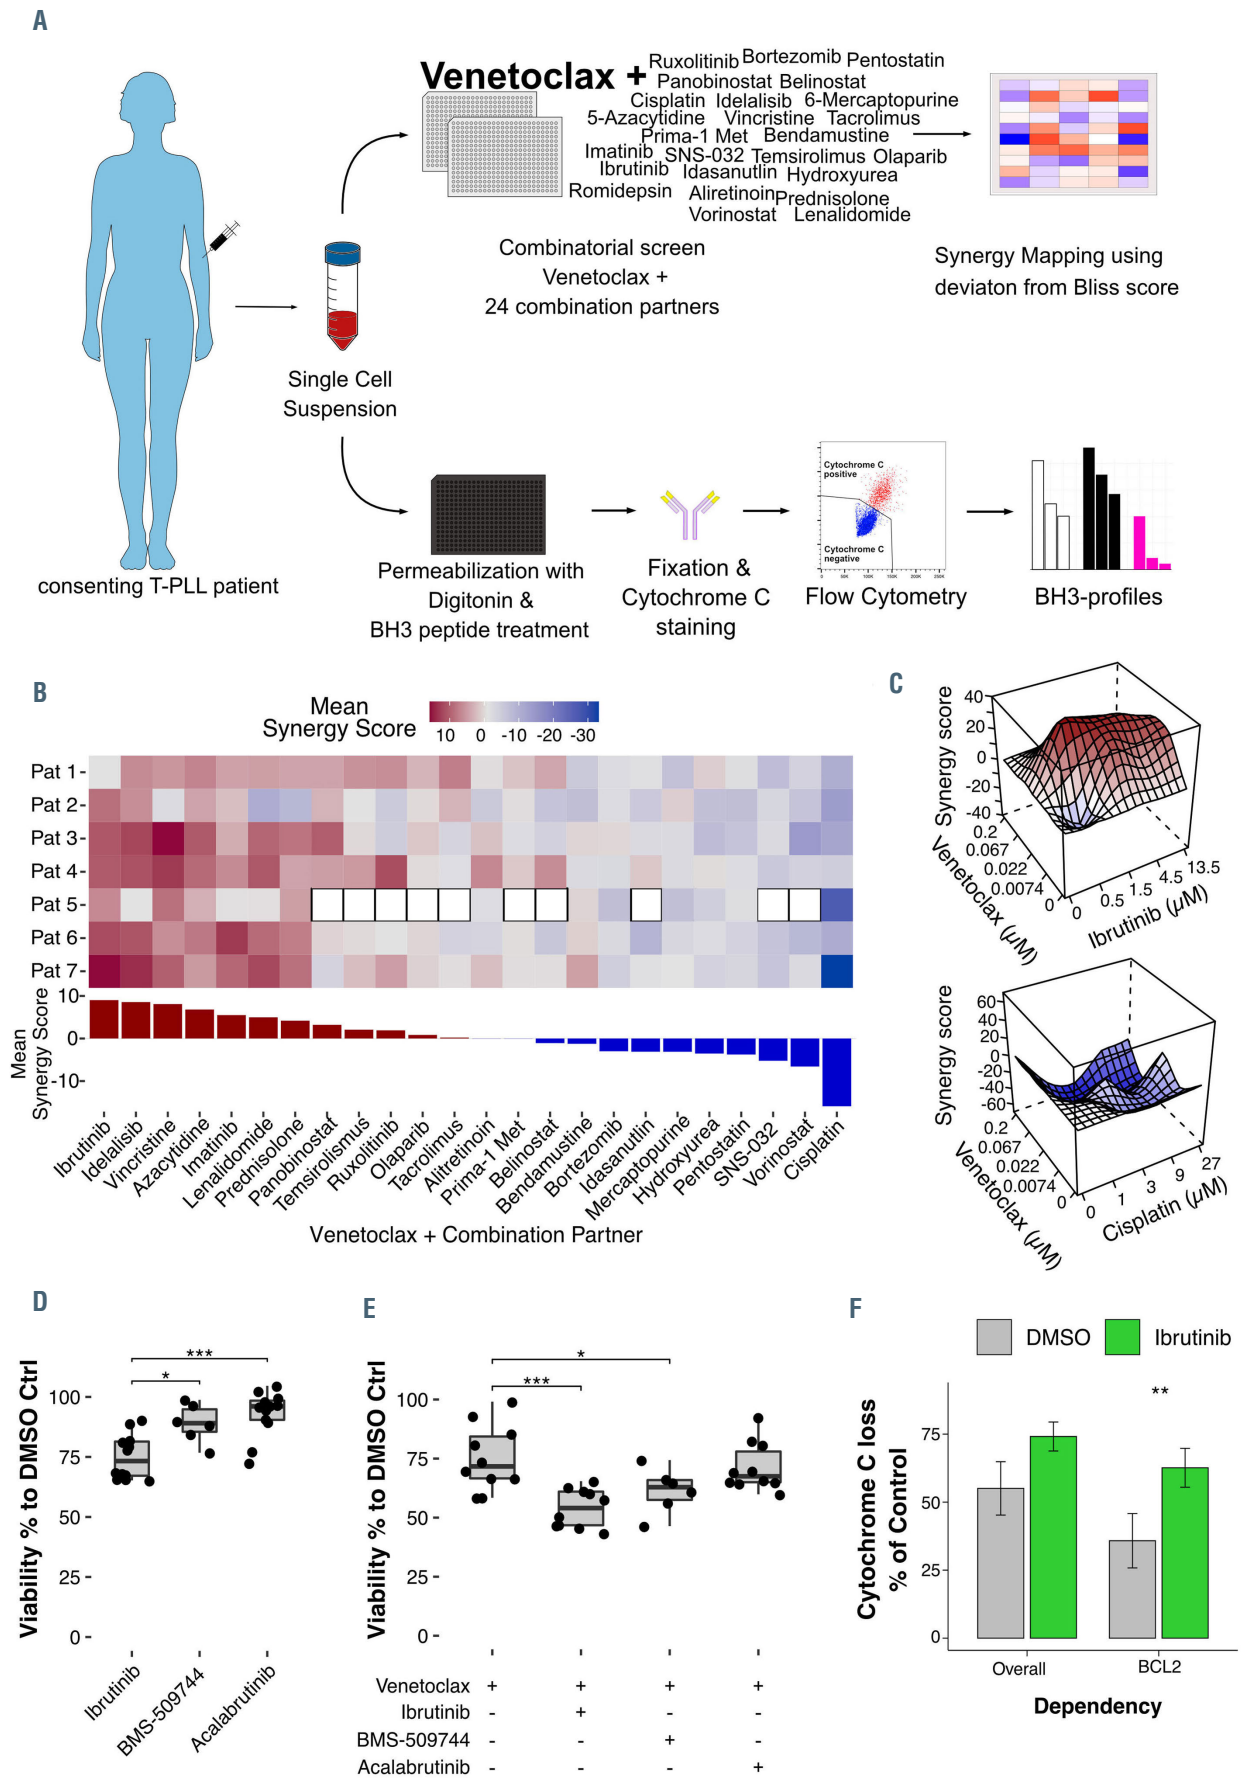 A
Venetoclax +
Ruxolitinib Bortezomib Pentostatin
Panobinostat Belinostat
Cisplatin Idelalisib 6-Mercaptopurine
5-Azacytidine Vincristine Tacrolimus
Prima-1 Met Bendamustine
Imatinib SNS-032 Temsirolimus Olaparib
Ibrutinib Idasanutlin Hydroxyurea
Romidepsin Aliretinoin Prednisolone
Vorinostat Lenalidomide
Combinatorial screen
Venetoclax +
24 combination partners
Synergy Mapping using
deviaton from Bliss score
Single Cell
Suspension
consenting T-PLL patient
Permeabilization with
Digitonin &
BH3 peptide treatment
Fixation &
Cytochrome C
staining
Cytochrome C
positive
Cytochrome C
negative
0 50K 100K 150K 200K 250K
Flow Cytometry
BH3-profiles
B
Mean
Synergy Score
10 0 -10 -20 -30
Pat 1
Pat 2
Pat 3
Pat 4
Pat 5
Pat 6
Pat 7
Mean
Synergy Score
10
0
-10
Ibrutinib
Idelalisib
Vincristine
Azacytidine
Imatinib
Lenalidomide
Prednisolone
Panobinostat
Temsirolismus
Ruxolitinib
Olaparib
Tacrolimus
Alitretinoin
Prima-1 Met
Belinostat
Bendamustine
Bortezomib
Idasanutlin
Mercaptopurine
Hydroxyurea
Pentostatin
SNS-032
Vorinostat
Cisplatin
Venetoclax + Combination Partner
C
Synergy score
40
20
0
-20
-40
0.2
0.067
0.022
0.0074
0
Venetoclax (µM)
0
0.5
1.5
4.5
13.5
Ibrutinib (µM)
Synergy score
60
40
20
0
-20
-40
-60
0.2
0.067
0.022
0.0074
0
Venetoclax (µM)
0
1
3
9
27
Cisplatin (µM)
D
Viability % to DMSO Ctrl
100
75
50
25
0
***
*
Ibrutinib
BMS-509744
Acalabrutinib
E
Viability % to DMSO Ctrl
100
75
50
25
0
*
***
Venetoclax + + + +
Ibrutinib - + - -
BMS-509744 - - + -
Acalabrutinib - - - +
F
DMSO Ibrutinib
Cytochrome C loss
% of Control
75
50
25
0
**
Overall BCL2
Dependency